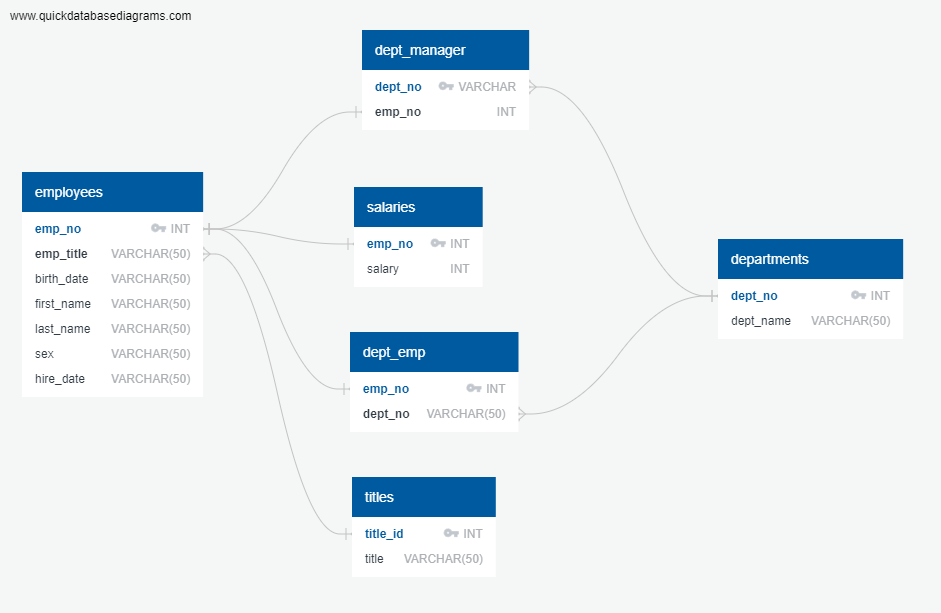 www.quickdatabasediagrams.com
dept_manager
dept_no VARCHAR
emp_no INT
employees
emp_no INT
emp_title VARCHAR(50)
birth_date VARCHAR(50)
first_name VARCHAR(50)
last_name VARCHAR(50)
sex VARCHAR(50)
hire_date VARCHAR(50)
salaries
emp_no INT
salary INT
dept_emp
emp_no INT
dept_no VARCHAR(50)
titles
title_id INT
title VARCHAR(50)
departments
dept_no INT
dept_name VARCHAR(50)